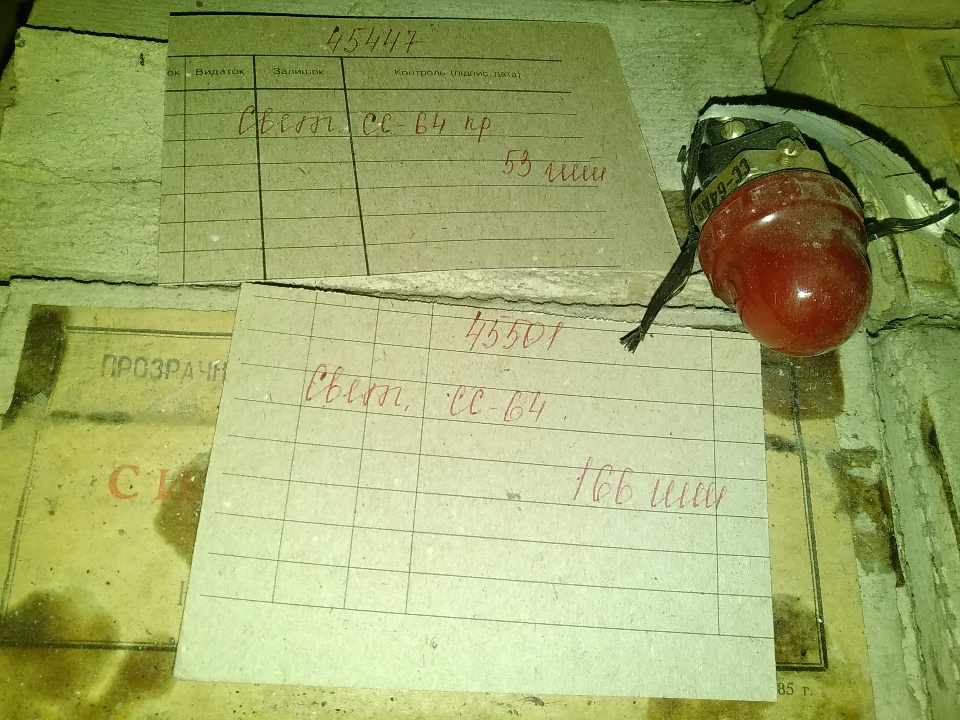 45447
ок Видаток Залишок Контроль (підпис, дата)
Свет. СС-64 кр
53 шт
СС-64
45501
ПРОЗРАЧН
Свет. СС-64
166 шт
85 г.